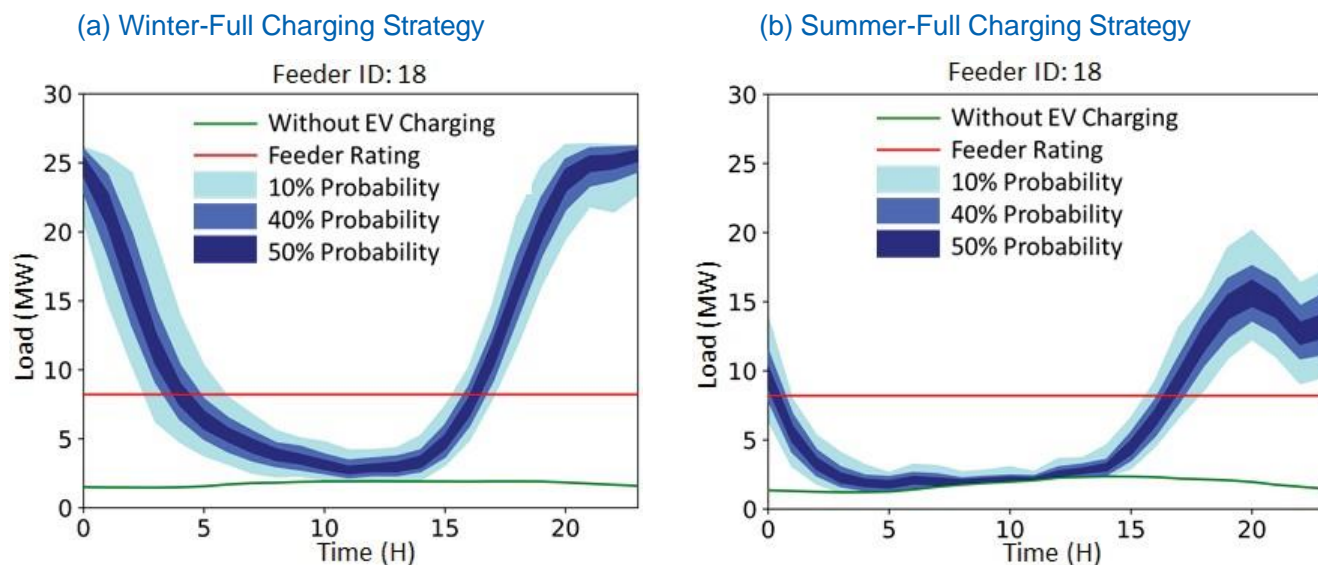 (a) Winter-Full Charging Strategy
Feeder ID: 18
30
25
20
15
10
5
0
Load (MW)
Without EV Charging
Feeder Rating
10% Probability
40% Probability
50% Probability
0 5 10 15 20
Time (H)
(b) Summer-Full Charging Strategy
Feeder ID: 18
30
25
20
15
10
5
0
Load (MW)
Without EV Charging
Feeder Rating
10% Probability
40% Probability
50% Probability
0 5 10 15 20
Time (H)